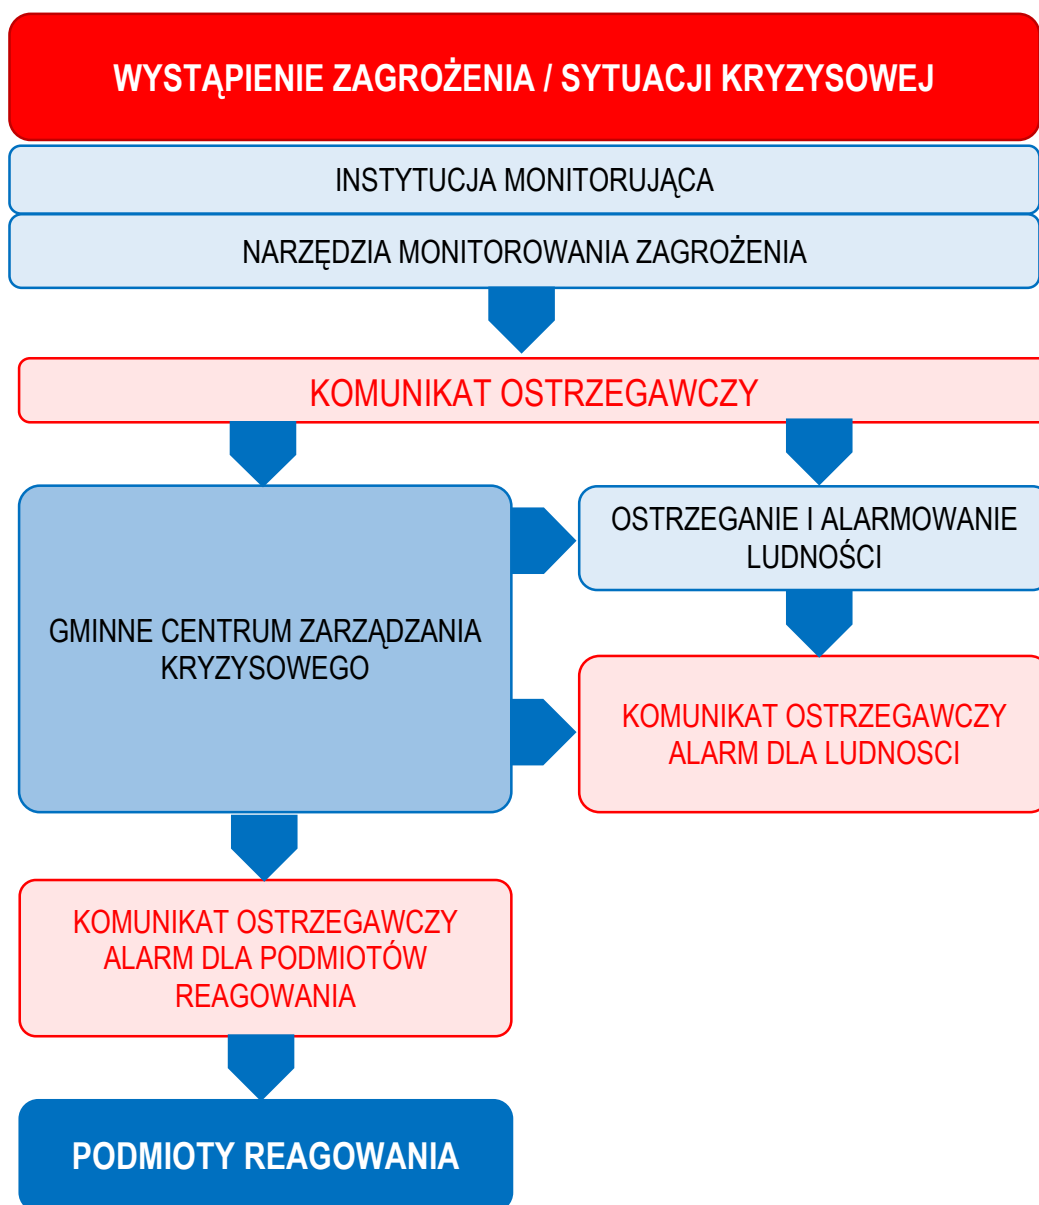 WYSTĄPIENIE ZAGROŻENIA / SYTUACJI KRYZYSOWEJ
INSTYTUCJA MONITORUJĄCA
NARZĘDZIA MONITOROWANIA ZAGROŻENIA
KOMUNIKAT OSTRZEGAWCZY
GMINNE CENTRUM ZARZĄDZANIA
KRYZYSOWEGO
OSTRZEGANIE I ALARMOWANIE
LUDNOŚCI
KOMUNIKAT OSTRZEGAWCZY
ALARM DLA LUDNOSCI
KOMUNIKAT OSTRZEGAWCZY
ALARM DLA PODMIOTÓW
REAGOWANIA
PODMIOTY REAGOWANIA